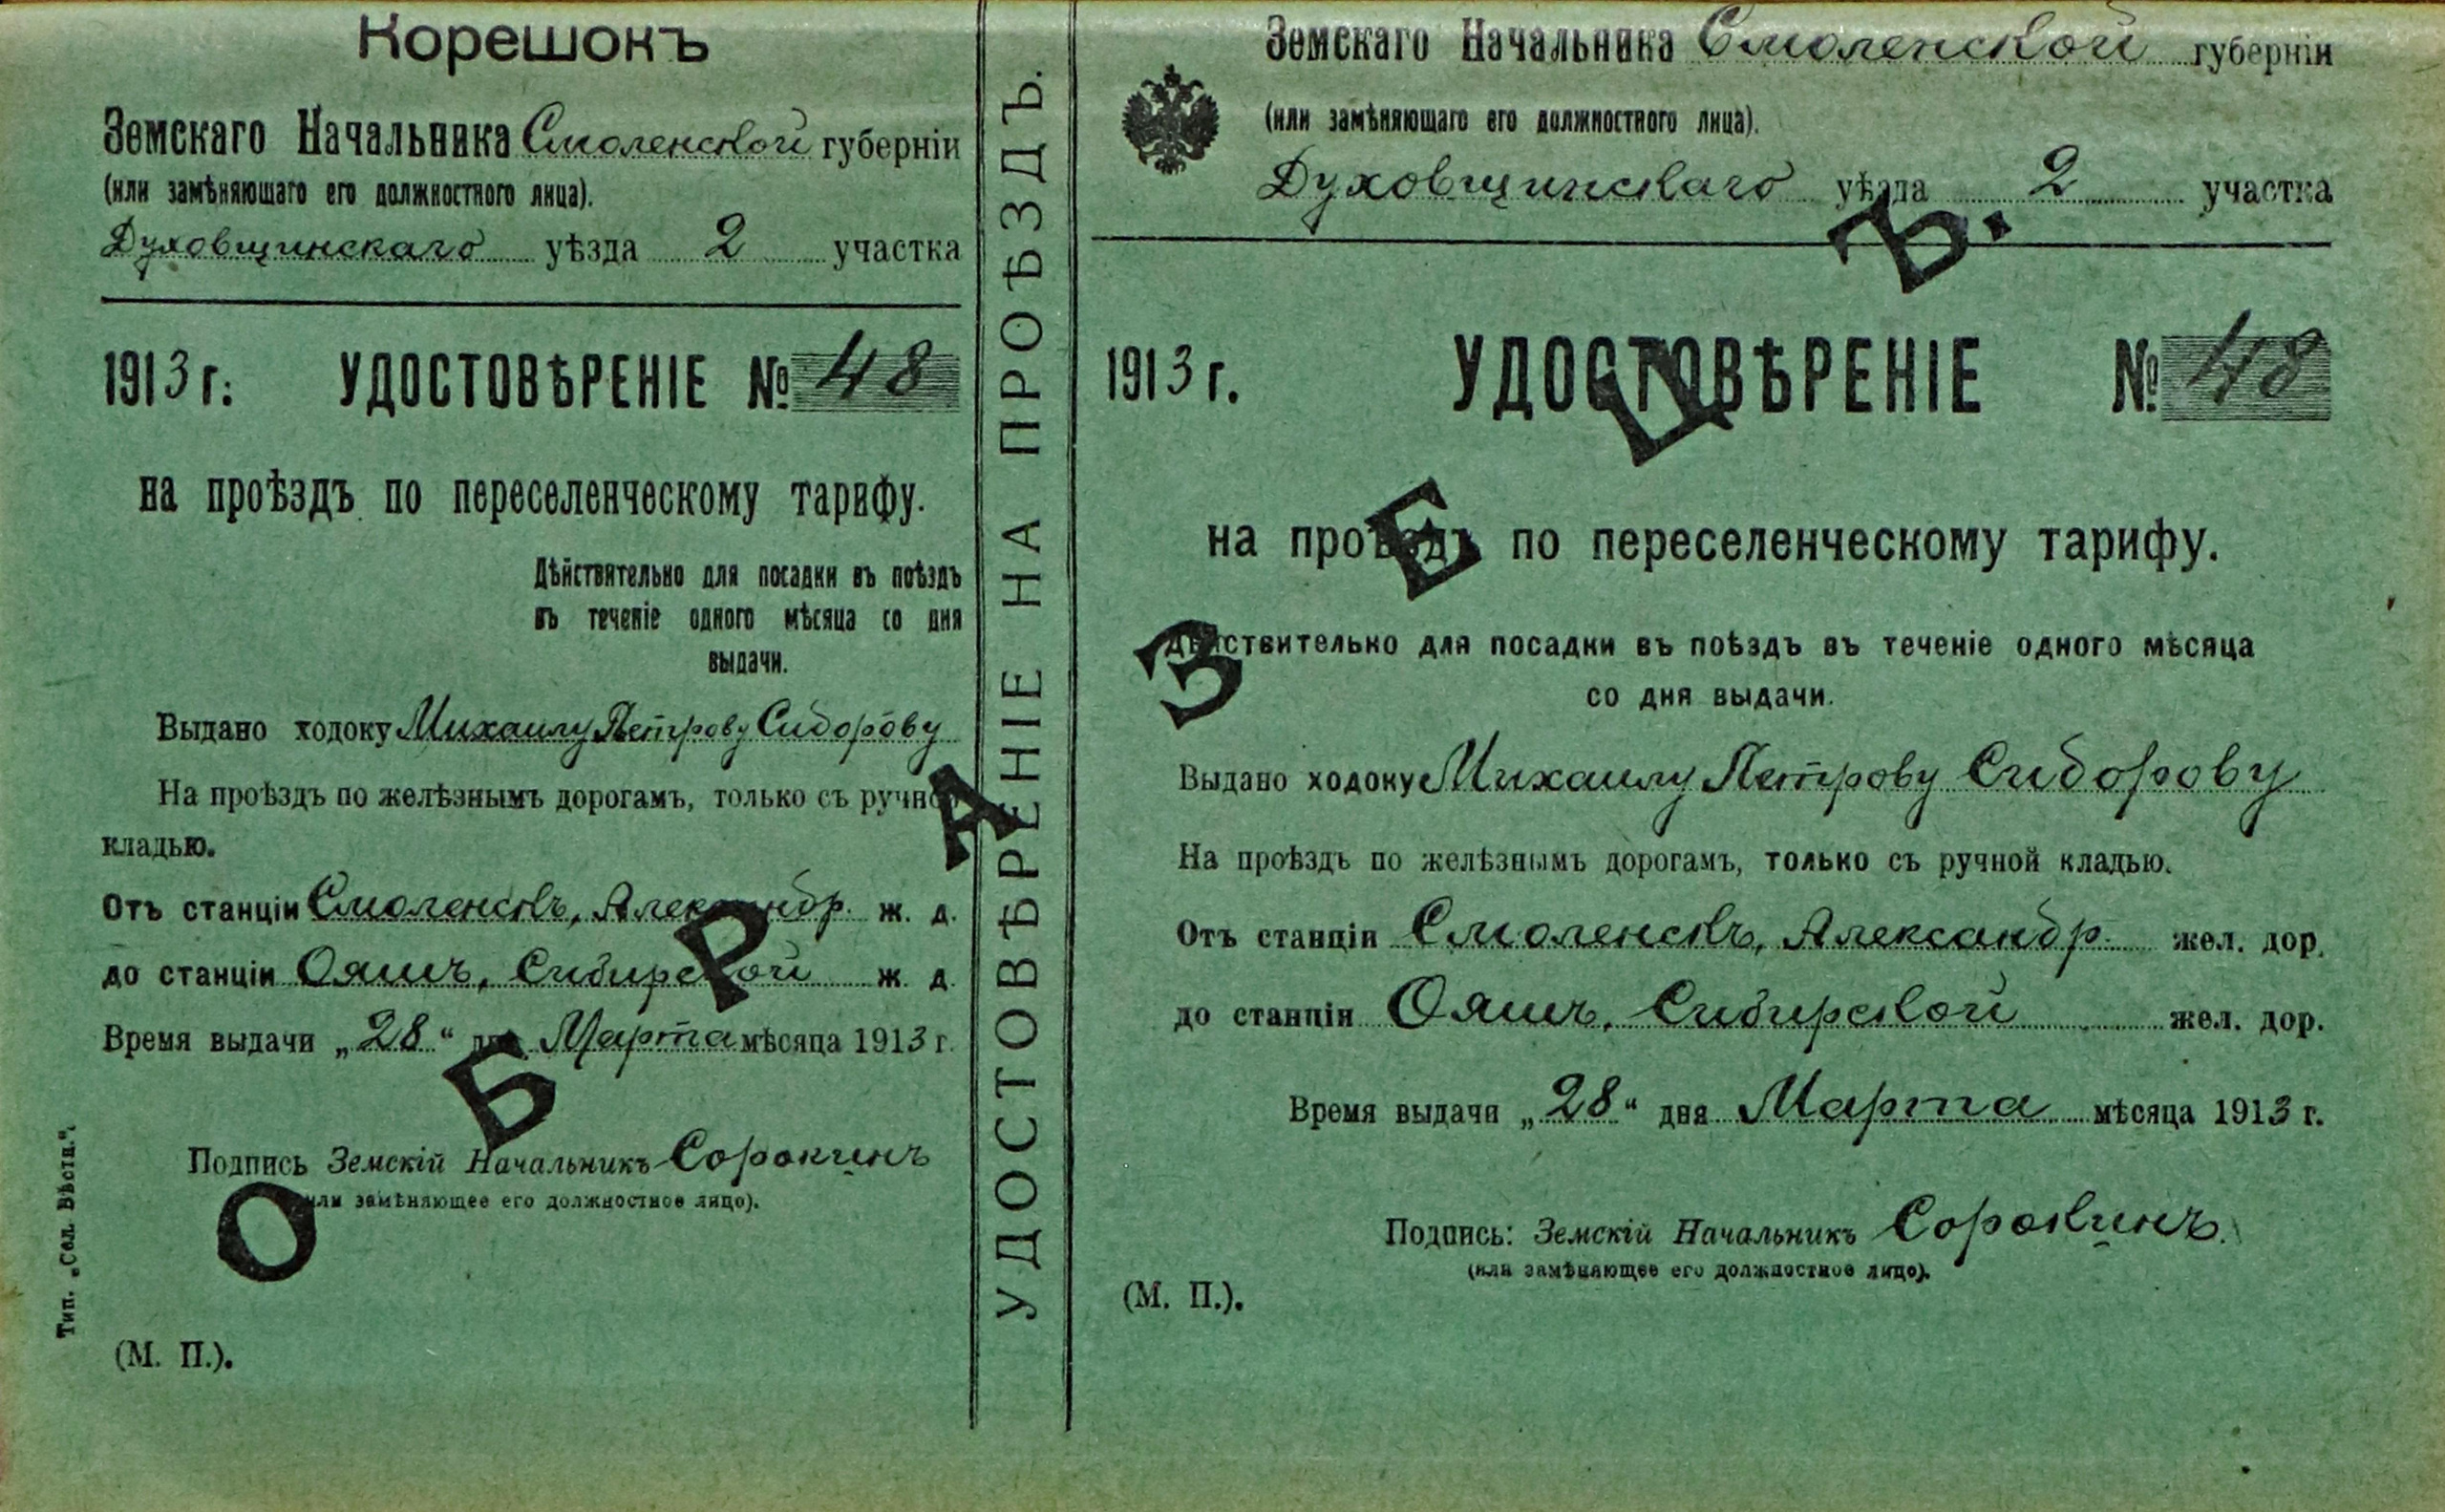 Корешокъ
Земскаго Начальника Смоленской губерніи
(или замѣняющаго его должностного лица).
Духовщинскаго уѣзда 2 участка
1913 г. УДОСТОВѢРЕНІЕ № 48
на проѣздъ по переселенческому тарифу.
Дѣйствительно для посадки въ поѣздъ
въ теченіе одного мѣсяца со дня
выдачи.
Выдано ходоку Михаилу Петрову Сидорову
На проѣздъ по желѣзнымъ дорогамъ, только съ ручной
кладью.
Отъ станціи Смоленскъ, Александр. ж. д.
до станціи Ояшъ, Сибирской ж. д.
Время выдачи „28“ дня Марта мѣсяца 1913 г.
Подпись Земскій Начальникъ Сорокинъ
(или замѣняющее его должностное лицо).
(М. П.).
Тип. „Сел. Вѣстн.“.
УДОСТОВѢРЕНІЕ НА ПРОѢЗДЪ.
Земскаго Начальника Смоленской губерніи
(или замѣняющаго его должностного лица).
Духовщинскаго уѣзда 2 участка
1913 г. УДОСТОВѢРЕНІЕ № 48
на проѣздъ по переселенческому тарифу.
Дѣйствительно для посадки въ поѣздъ въ теченіе одного мѣсяца
со дня выдачи.
Выдано ходоку Михаилу Петрову Сидорову
На проѣздъ по желѣзнымъ дорогамъ, только съ ручной кладью.
Отъ станціи Смоленскъ, Александр. жел. дор.
до станціи Ояшъ, Сибирской жел. дор.
Время выдачи „28“ дня Марта мѣсяца 1913 г.
Подпись: Земскій Начальникъ Сорокинъ.
(или замѣняющее его должностное лицо).
(М. П.).
ОБРАЗЕЦЪ.